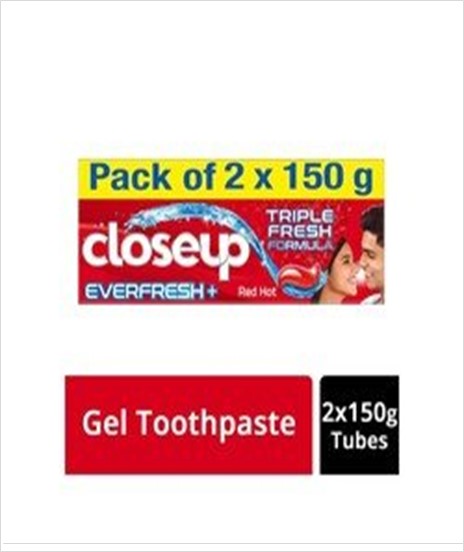 Pack of 2 x 150 g
TRIPLE
FRESH
FORMULA
closeup
EVERFRESH+
Red Hot
Gel Toothpaste
2x150g
Tubes